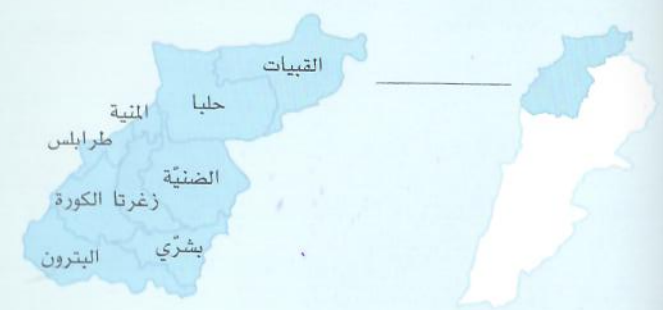 القبيات
حلبا
المنية
طرابلس
الضنيّة
زغرتا الكورة
بشرّي
البترون